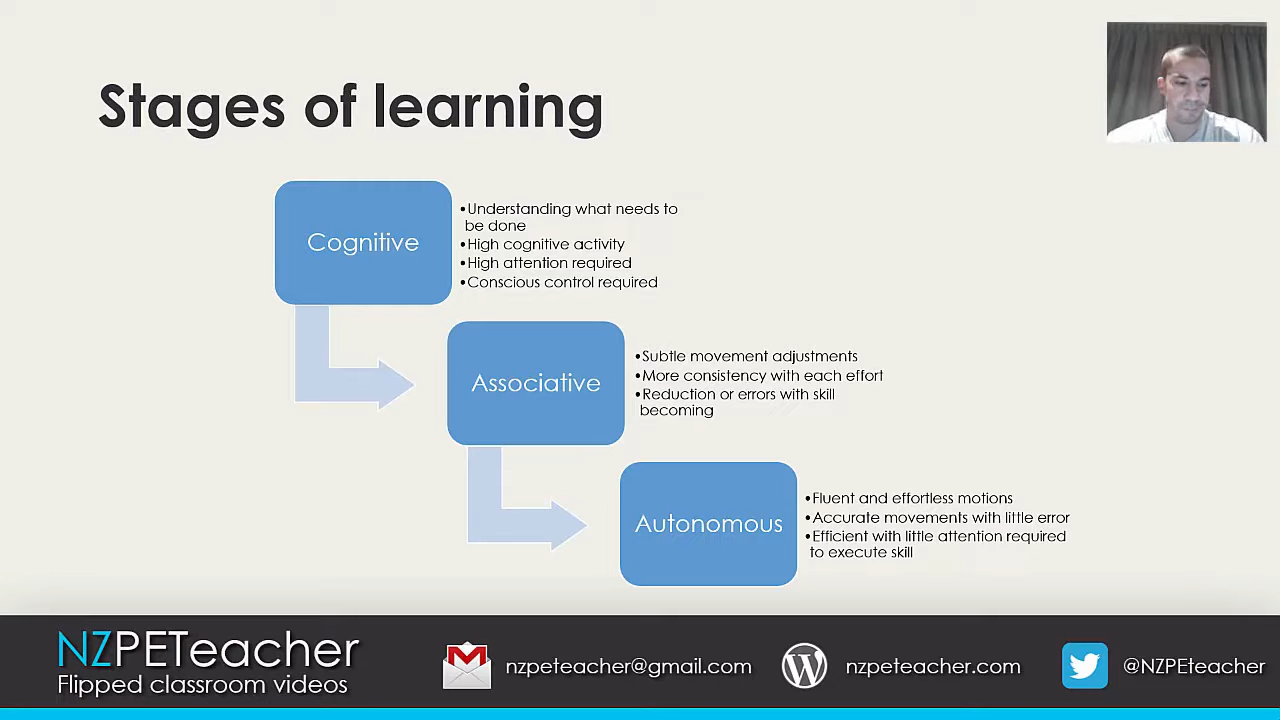 Stages of learning
Cognitive
•Understanding what needs to
be done
•High cognitive activity
•High attention required
•Conscious control required
Associative
•Subtle movement adjustments
•More consistency with each effort
•Reduction or errors with skill
becoming
Autonomous
•Fluent and effortless motions
•Accurate movements with little error
•Efficient with little attention required
to execute skill
NZPETeacher
Flipped classroom videos
nzpeteacher@gmail.com
nzpeteacher.com
@NZPEteacher